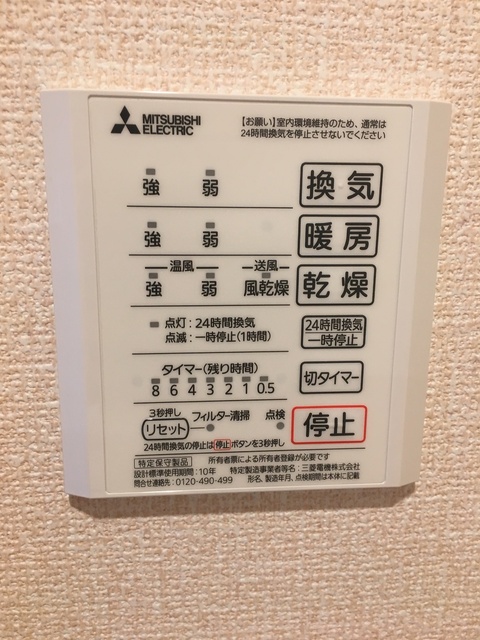 MITSUBISHI
ELECTRIC
【お願い】室内環境維持のため、通常は
24時間換気を停止させないでください
強 弱 換気
強 弱 暖房
温風 送風
強 弱 風乾燥 乾燥
点灯:24時間換気
点滅:一時停止(1時間)
24時間換気
一時停止
タイマー(残り時間)
8 6 4 3 2 1 0.5
切タイマー
3秒押し
リセット フィルター清掃 点検
停止
24時間換気の停止は停止ボタンを3秒押し
特定保守製品 所有者票による所有者登録が必要です
設計標準使用期間:10年 特定製造事業者等名:三菱電機株式会社
問合せ連絡先:0120-490-499 形名、製造年月、点検期間は本体に記載